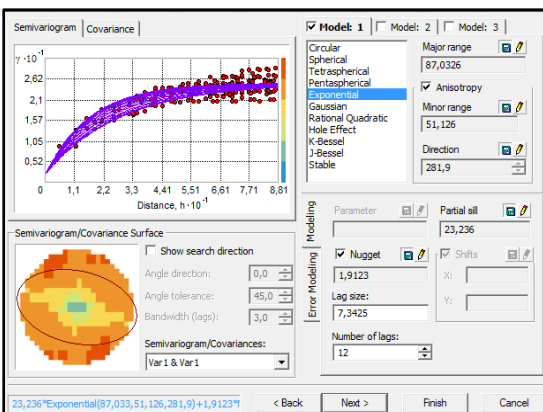 Semivariogram Covariance
γ ·10⁻¹
2,62
2,1
1,57
1,05
0,52
0 1,1 2,2 3,3 4,41 5,51 6,61 7,71 8,81
Distance, h ·10⁻¹
Semivariogram/Covariance Surface
Show search direction
Angle direction: 0,0
Angle tolerance: 45,0
Bandwidth (lags): 3,0
Semivariogram/Covariances:
Var1 & Var1
Model: 1 Model: 2 Model: 3
Circular
Spherical
Tetraspherical
Pentaspherical
Exponential
Gaussian
Rational Quadratic
Hole Effect
K-Bessel
J-Bessel
Stable
Major range
87,0326
Anisotropy
Minor range
51,126
Direction
281,9
Modeling
Error Modeling
Parameter
Partial sill
23,236
Nugget
1,9123
Shifts
X:
Y:
Lag size:
7,3425
Number of lags:
12
23,236*Exponential(87,033,51,126,281,9)+1,9123*
< Back Next > Finish Cancel